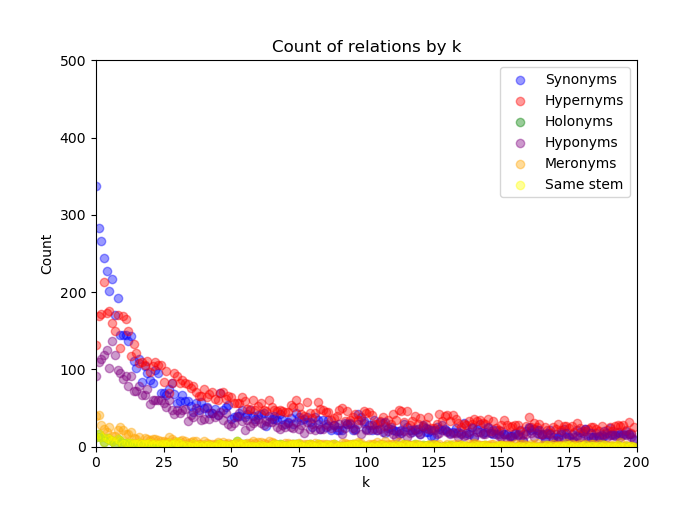 Count of relations by k
500
400
300
200
100
0
Count
0 25 50 75 100 125 150 175 200
k
Synonyms
Hypernyms
Holonyms
Hyponyms
Meronyms
Same stem